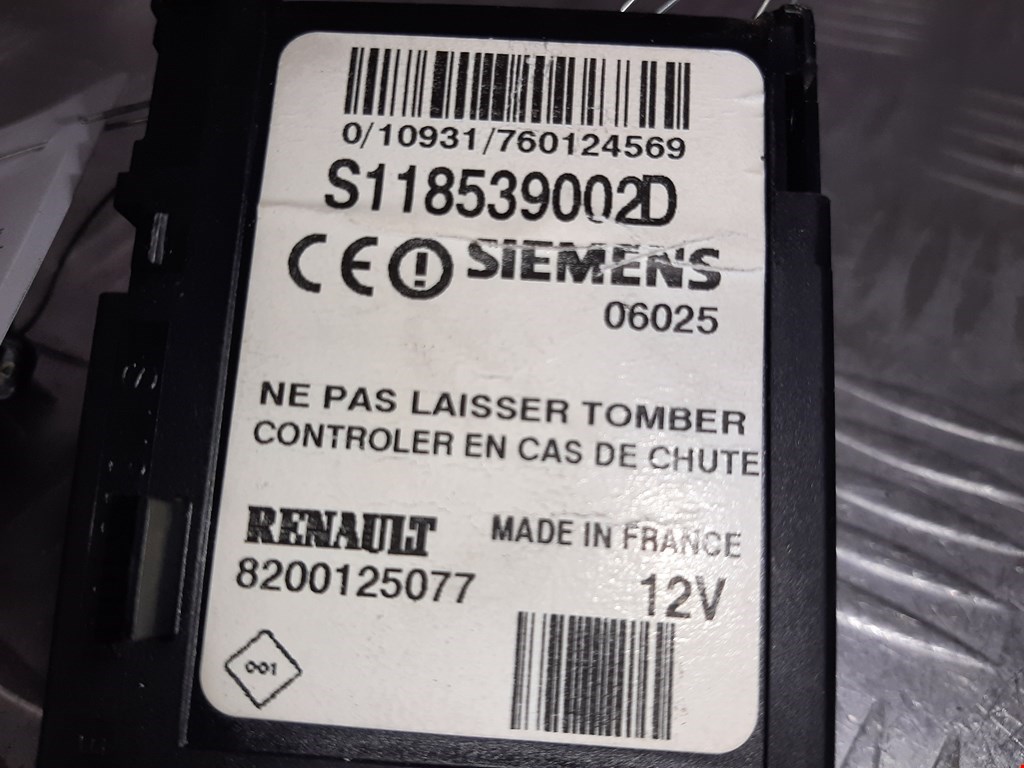 0/10931/760124569
S118539002D
CE SIEMENS
06025
NE PAS LAISSER TOMBER
CONTROLER EN CAS DE CHUTE
RENAULT MADE IN FRANCE
8200125077 12V
001